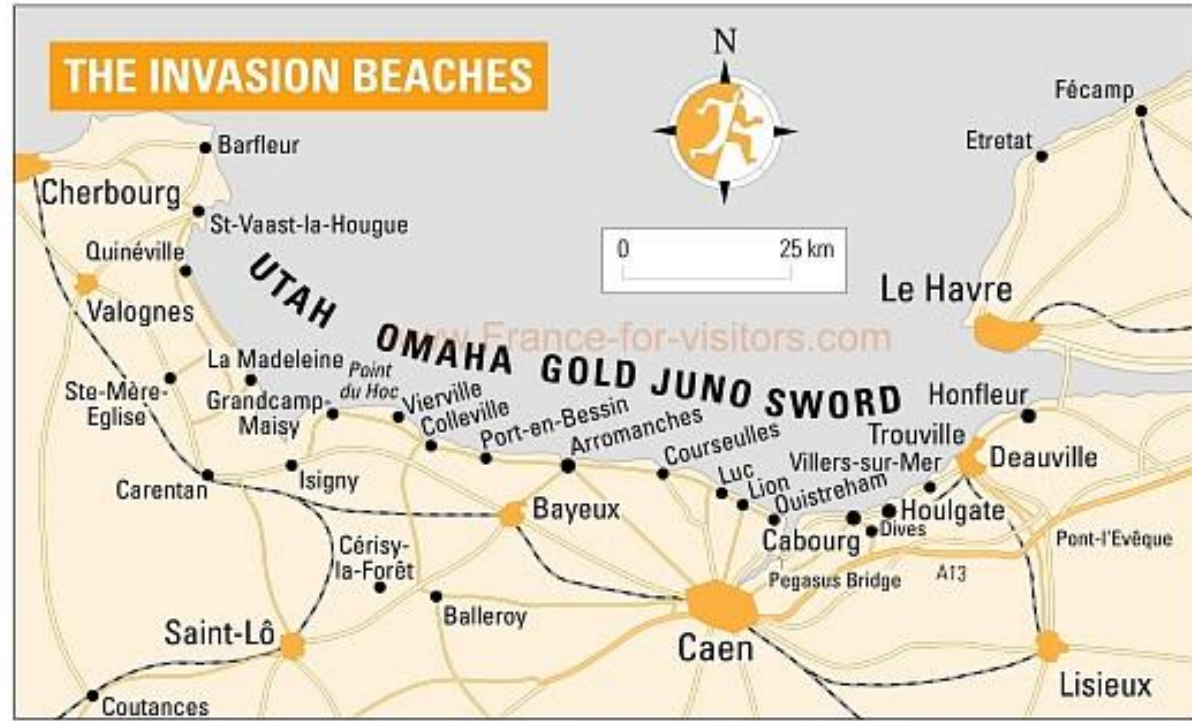 THE INVASION BEACHES
N
Fécamp
Etretat
Barfleur
Cherbourg
St-Vaast-la-Hougue
0 25 km
Quinéville
UTAH
Le Havre
Valognes
www.France-for-visitors.com
OMAHA
GOLD
JUNO
SWORD
La Madeleine
Point
du Hoc
Ste-Mère-
Eglise
Grandcamp-
Maisy
Vierville
Colleville
Port-en-Bessin
Arromanches
Courseulles
Honfleur
Trouville
Deauville
Villers-sur-Mer
Luc
Lion
Ouistreham
Carentan
Isigny
Bayeux
Houlgate
Cabourg
Dives
Pont-l'Evêque
Cérisy-
la-Forêt
Pegasus Bridge
A13
Balleroy
Saint-Lô
Caen
Lisieux
Coutances